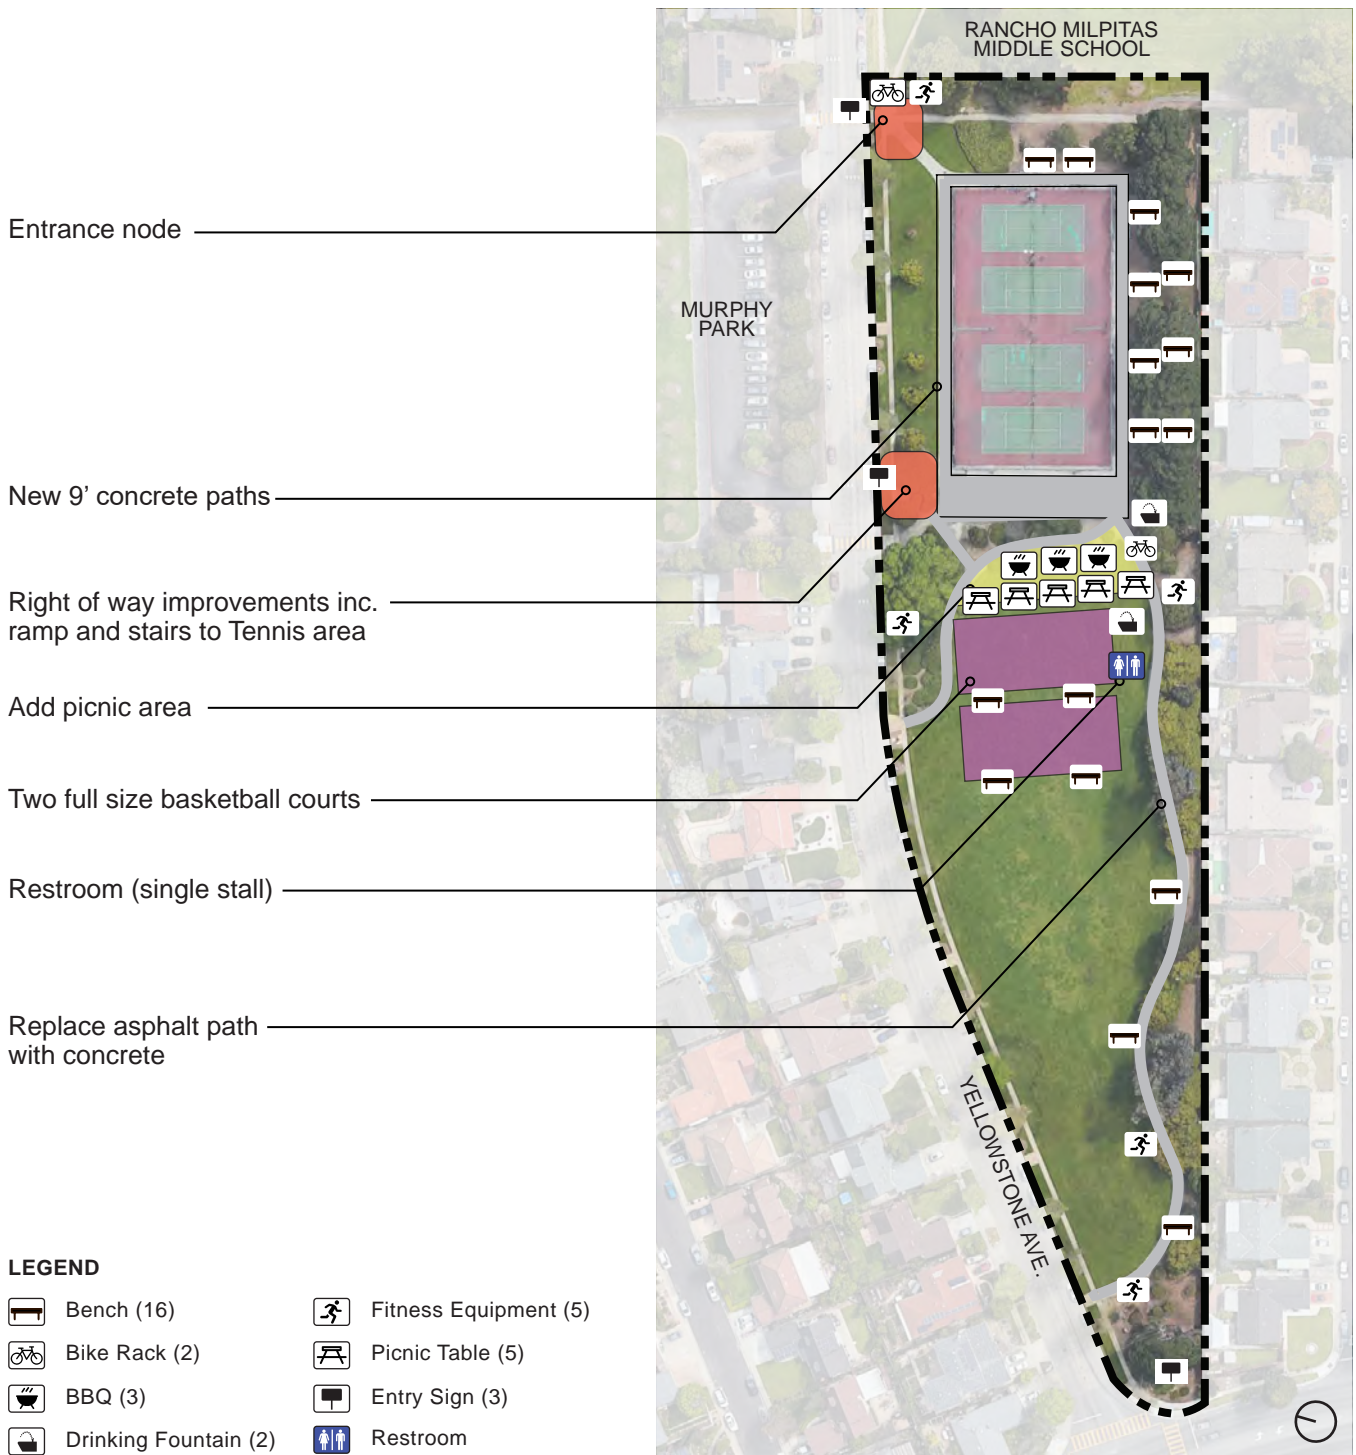 RANCHO MILPITAS
MIDDLE SCHOOL
Entrance node
MURPHY
PARK
New 9’ concrete paths
Right of way improvements inc.
ramp and stairs to Tennis area
Add picnic area
Two full size basketball courts
Restroom (single stall)
Replace asphalt path
with concrete
YELLOWSTONE AVE.
LEGEND
Bench (16)
Fitness Equipment (5)
Bike Rack (2)
Picnic Table (5)
BBQ (3)
Entry Sign (3)
Drinking Fountain (2)
Restroom